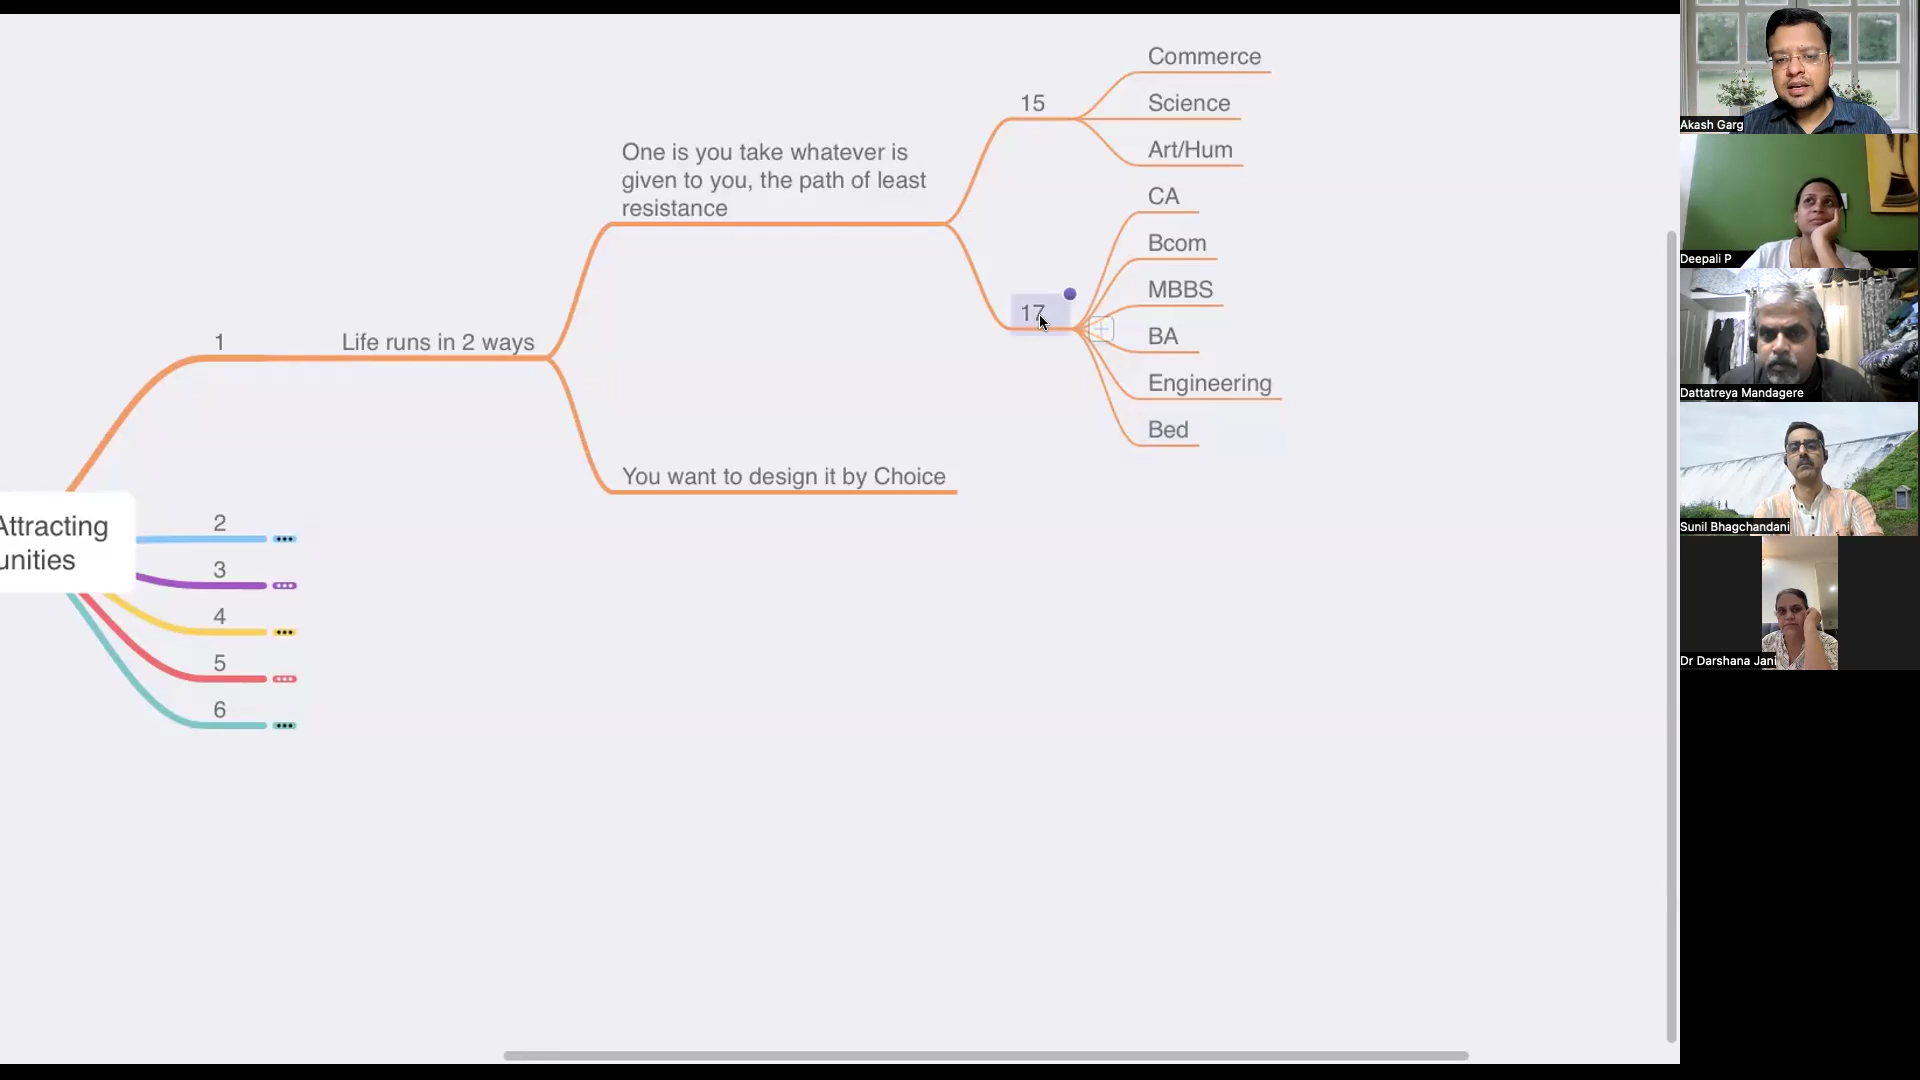 Attracting
unities
1
Life runs in 2 ways
One is you take whatever is
given to you, the path of least
resistance
15
Commerce
Science
Art/Hum
17
CA
Bcom
MBBS
BA
Engineering
Bed
You want to design it by Choice
2
3
4
5
6
Akash Garg
Deepali P
Dattatreya Mandagere
Sunil Bhagchandani
Dr Darshana Jani